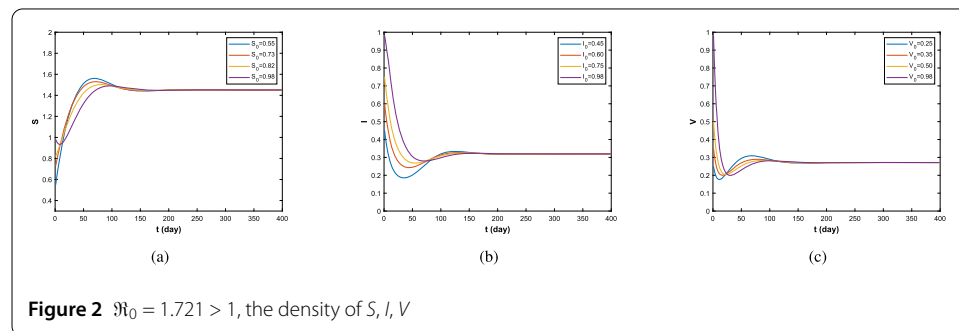 2
1.8
1.6
1.4
1.2
1
0.8
0.6
0.4
S
0 50 100 150 200 250 300 350 400
t (day)
S0=0.55
S0=0.73
S0=0.82
S0=0.98
(a)
1
0.9
0.8
0.7
0.6
0.5
0.4
0.3
0.2
0.1
0
I
0 50 100 150 200 250 300 350 400
t (day)
I0=0.45
I0=0.60
I0=0.75
I0=0.98
(b)
1
0.9
0.8
0.7
0.6
0.5
0.4
0.3
0.2
0.1
0
V
0 50 100 150 200 250 300 350 400
t (day)
V0=0.25
V0=0.35
V0=0.50
V0=0.98
(c)
Figure 2 ℜ0 = 1.721 > 1, the density of S, I, V